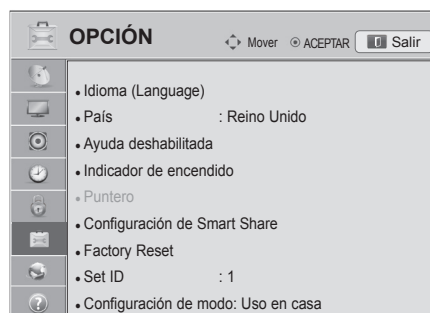 OPCIÓN
Mover ACEPTAR Salir
• Idioma (Language)
• País : Reino Unido
• Ayuda deshabilitada
• Indicador de encendido
• Puntero
• Configuración de Smart Share
• Factory Reset
• Set ID : 1
• Configuración de modo: Uso en casa